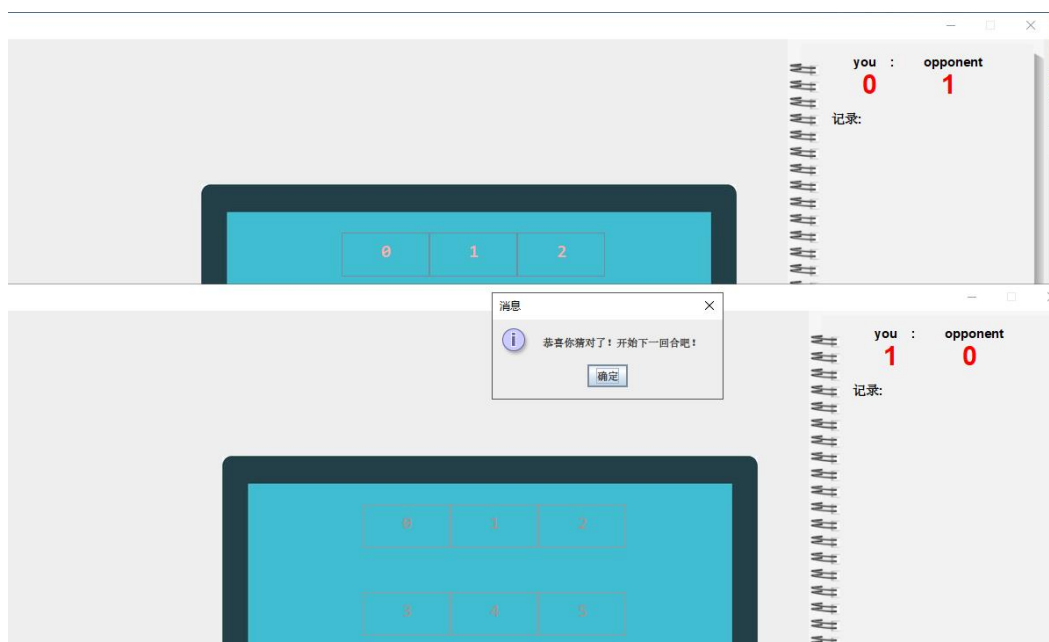 you : opponent
0 1
记录:
0 1 2
消息
恭喜你猜对了！开始下一回合吧！
确定
you : opponent
1 0
记录:
0 1 2
3 4 5